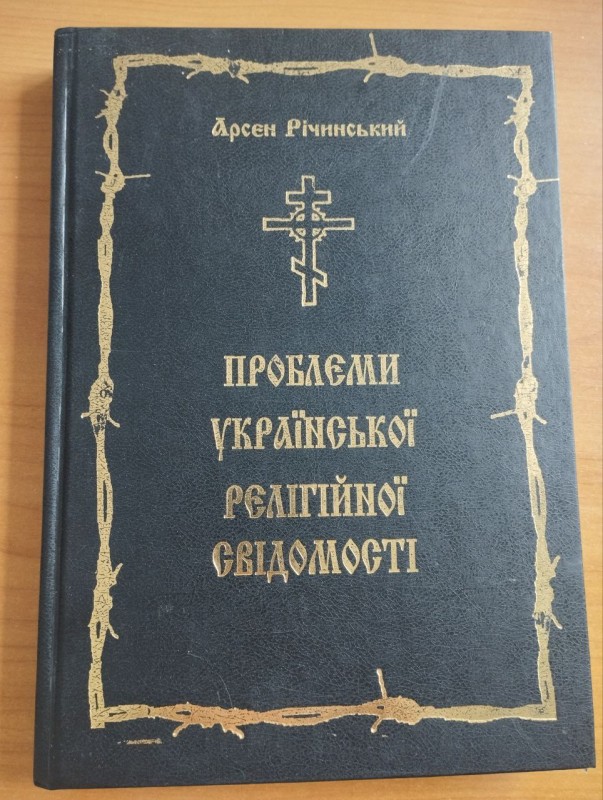 Арсен Річинський
ПРОБЛЕМИ
УКРАЇНСЬКОЇ
РЕЛІГІЙНОЇ
СВІДОМОСТІ